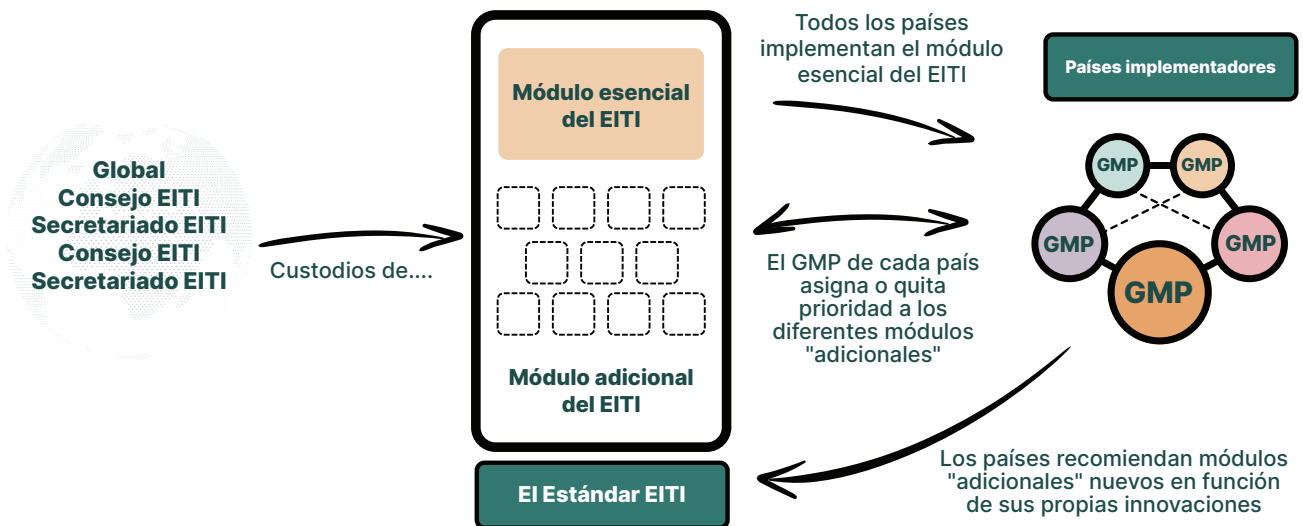 Global
Consejo EITI
Secretariado EITI
Consejo EITI
Secretariado EITI
Custodios de....
Módulo esencial
del EITI
Módulo adicional
del EITI
El Estándar EITI
Todos los países
implementan el módulo
esencial del EITI
El GMP de cada país
asigna o quita
prioridad a los
diferentes módulos
"adicionales"
Países implementadores
GMP
GMP
GMP
GMP
GMP
Los países recomiendan módulos
"adicionales" nuevos en función
de sus propias innovaciones